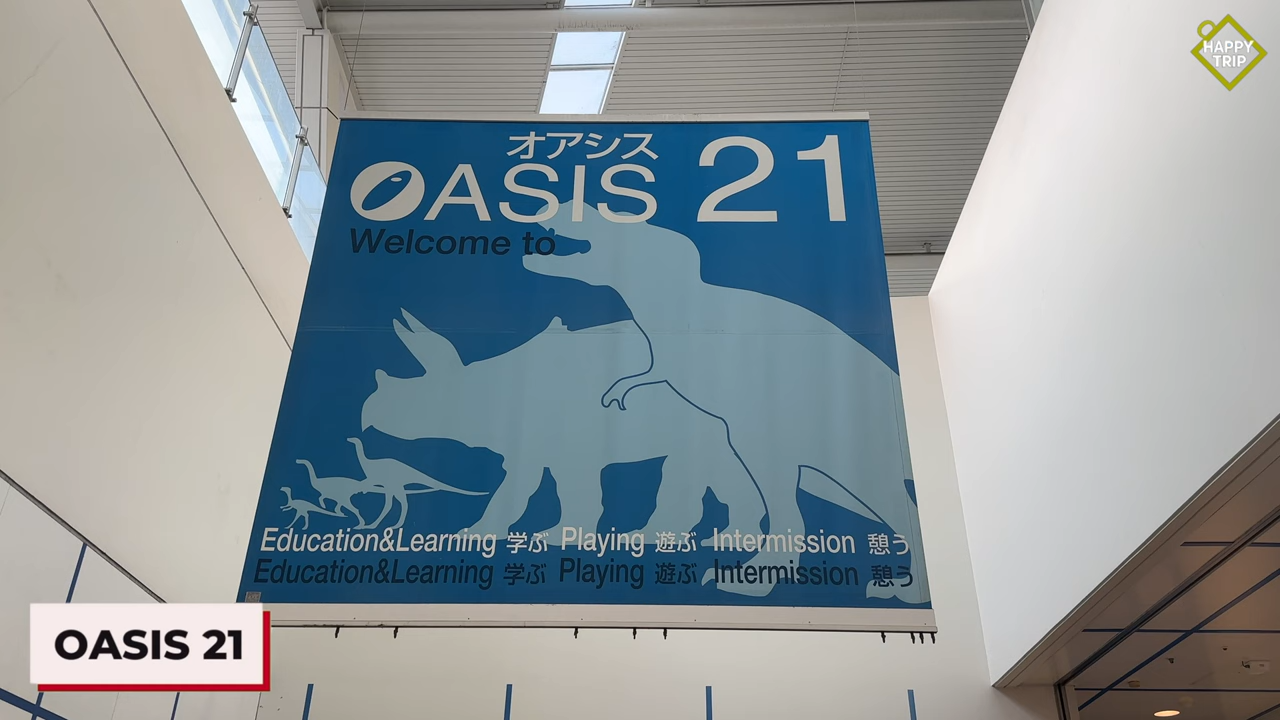 HAPPY
TRIP
オアシス
OASIS 21
Welcome to
Education&Learning 学ぶ Playing 遊ぶ Intermission 憩う
Education&Learning 学ぶ Playing 遊ぶ Intermission 憩う
OASIS 21